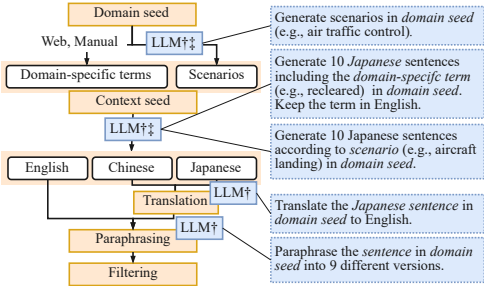 Domain seed
Web, Manual
LLM†‡
Domain-specific terms
Scenarios
Context seed
LLM†‡
English
Chinese
Japanese
LLM†
Translation
LLM†
Paraphrasing
Filtering
Generate scenarios in domain seed
(e.g., air traffic control).
Generate 10 Japanese sentences
including the domain-specifc term
(e.g., recleared) in domain seed.
Keep the term in English.
Generate 10 Japanese sentences
according to scenario (e.g., aircraft
landing) in domain seed.
Translate the Japanese sentence in
domain seed to English.
Paraphrase the sentence in domain
seed into 9 different versions.